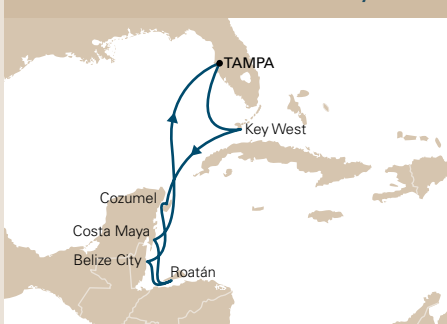 TAMPA
Key West
Cozumel
Costa Maya
Belize City
Roatán